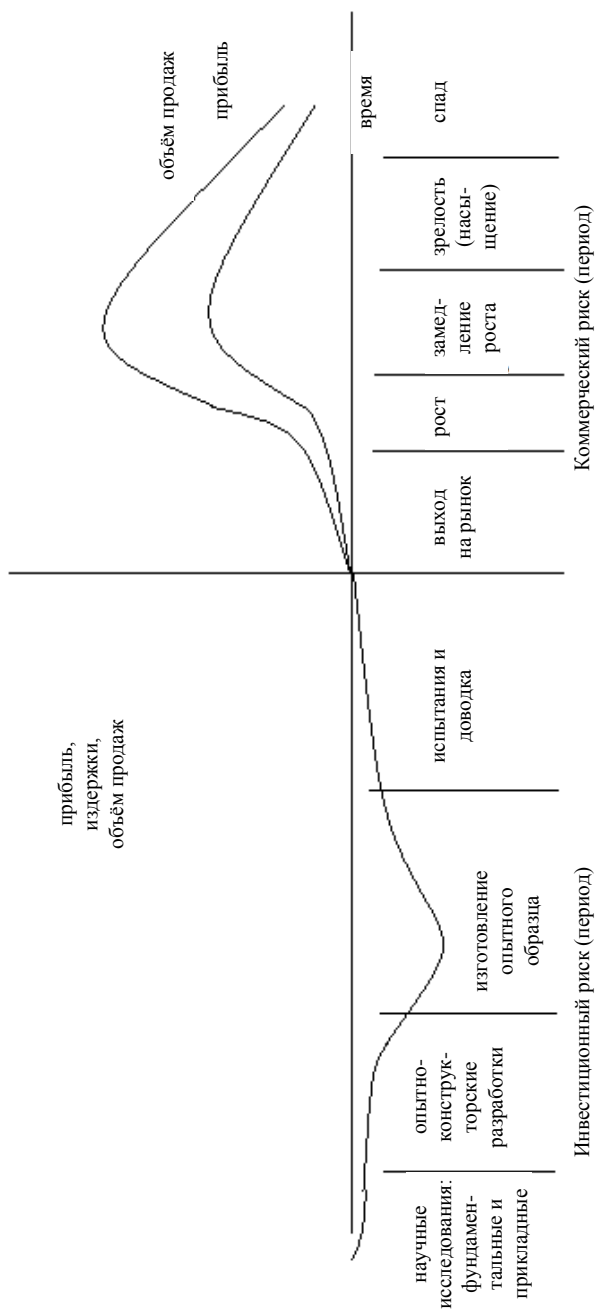 прибыль,
издержки,
объём продаж
объём продаж
прибыль
время
научные
исследования:
фундамен-
тальные и
прикладные
опытно-
конструк-
торские
разработки
изготовление
опытного
образца
испытания и
доводка
выход
на рынок
рост
замед-
ление
роста
зрелость
(насы-
щение)
спад
Инвестиционный риск (период)
Коммерческий риск (период)